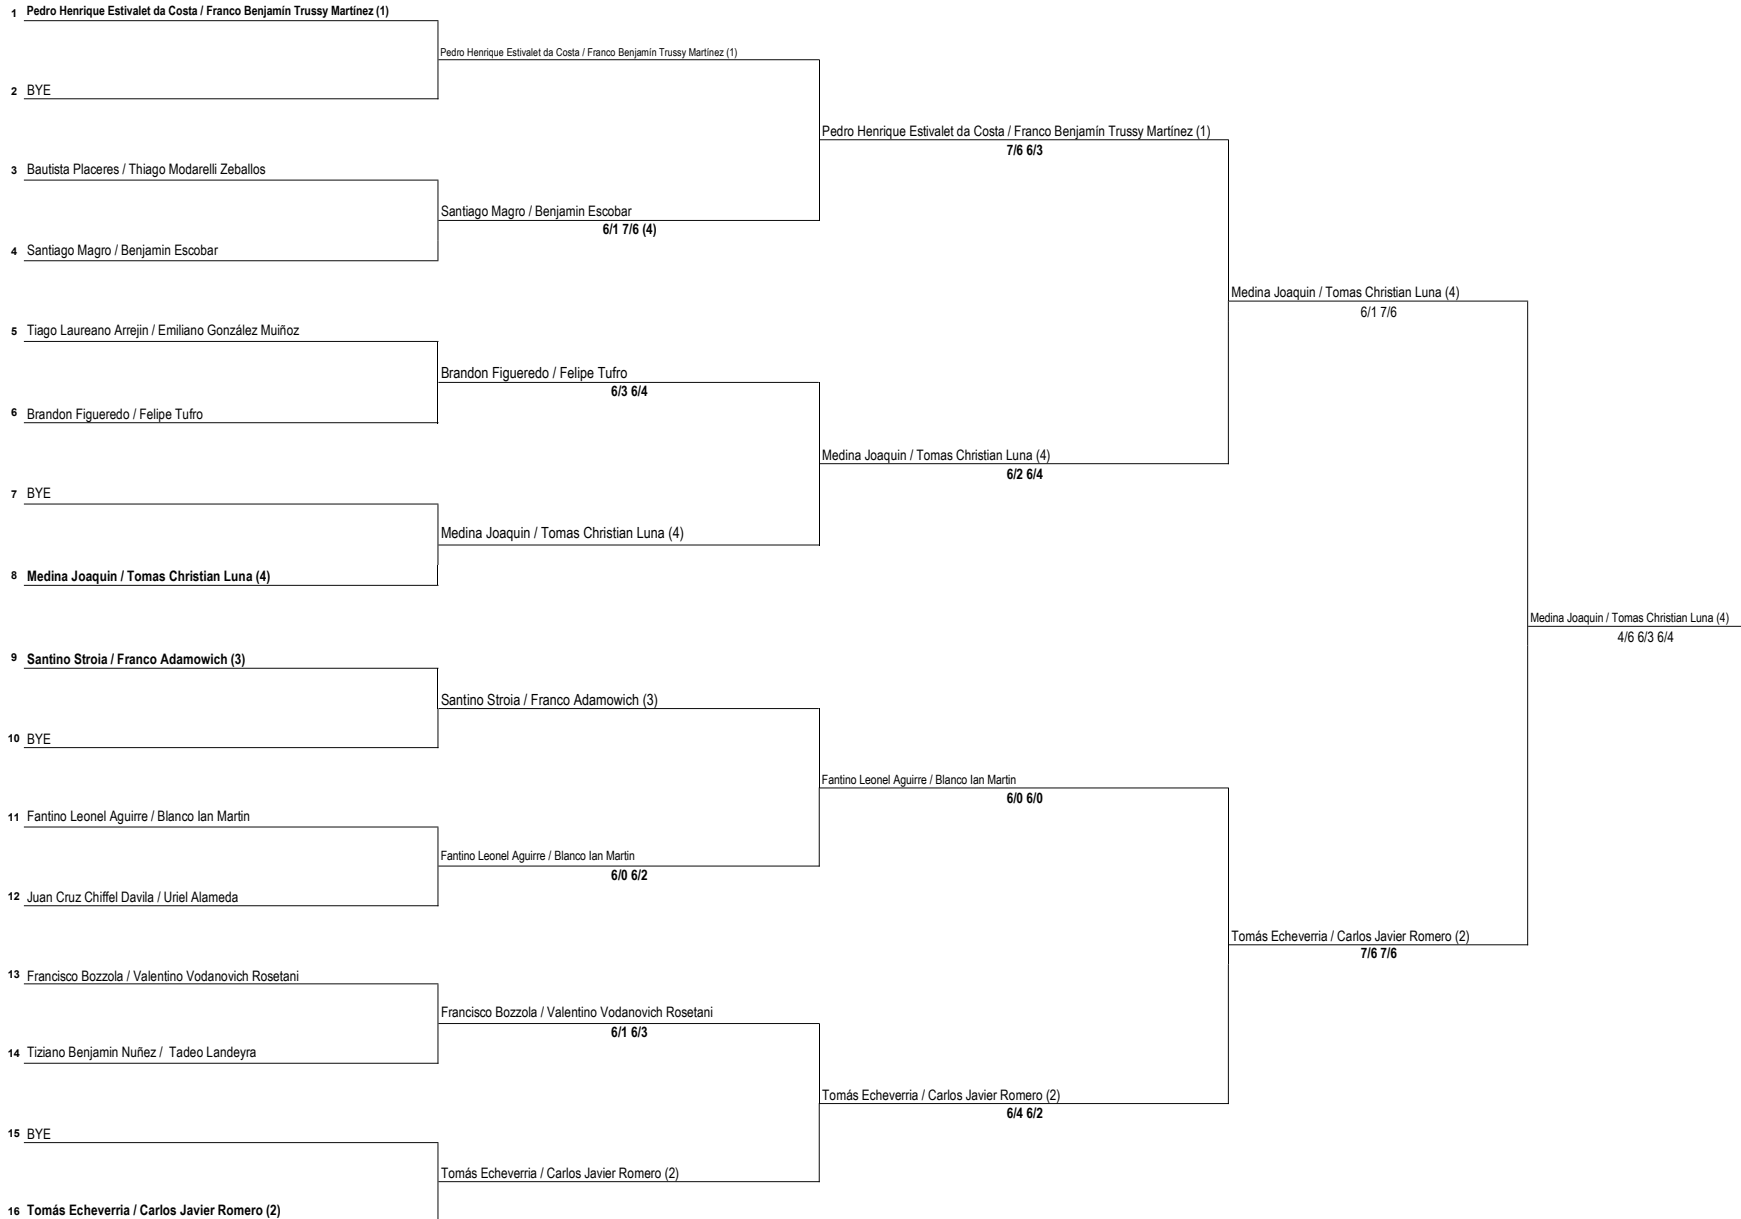 1 Pedro Henrique Estivalet da Costa / Franco Benjamín Trussy Martínez (1)
Pedro Henrique Estivalet da Costa / Franco Benjamín Trussy Martínez (1)
2 BYE
Pedro Henrique Estivalet da Costa / Franco Benjamín Trussy Martínez (1)
7/6 6/3
3 Bautista Placeres / Thiago Modarelli Zeballos
Santiago Magro / Benjamin Escobar
6/1 7/6 (4)
4 Santiago Magro / Benjamin Escobar
Medina Joaquin / Tomas Christian Luna (4)
6/1 7/6
5 Tiago Laureano Arrejin / Emiliano González Muiñoz
Brandon Figueredo / Felipe Tufro
6/3 6/4
6 Brandon Figueredo / Felipe Tufro
Medina Joaquin / Tomas Christian Luna (4)
6/2 6/4
7 BYE
Medina Joaquin / Tomas Christian Luna (4)
8 Medina Joaquin / Tomas Christian Luna (4)
Medina Joaquin / Tomas Christian Luna (4)
4/6 6/3 6/4
9 Santino Stroia / Franco Adamowich (3)
Santino Stroia / Franco Adamowich (3)
10 BYE
Fantino Leonel Aguirre / Blanco Ian Martin
6/0 6/0
11 Fantino Leonel Aguirre / Blanco Ian Martin
Fantino Leonel Aguirre / Blanco Ian Martin
6/0 6/2
12 Juan Cruz Chiffel Davila / Uriel Alameda
Tomás Echeverria / Carlos Javier Romero (2)
7/6 7/6
13 Francisco Bozzola / Valentino Vodanovich Rosetani
Francisco Bozzola / Valentino Vodanovich Rosetani
6/1 6/3
14 Tiziano Benjamin Nuñez / Tadeo Landeyra
Tomás Echeverria / Carlos Javier Romero (2)
6/4 6/2
15 BYE
Tomás Echeverria / Carlos Javier Romero (2)
16 Tomás Echeverria / Carlos Javier Romero (2)